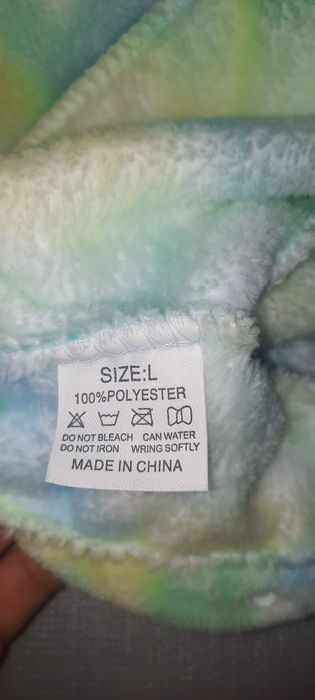 SIZE:L
100%POLYESTER
DO NOT BLEACH CAN WATER
DO NOT IRON WRING SOFTLY
MADE IN CHINA